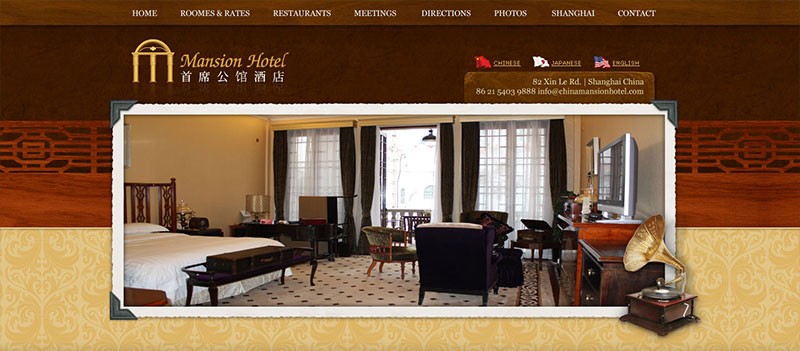 HOME ROOMES & RATES RESTAURANTS MEETINGS DIRECTIONS PHOTOS SHANGHAI CONTACT
Mansion Hotel
首席公馆酒店
CHINESE JAPANESE ENGLISH
82 Xin Le Rd. | Shanghai China
86 21 5403 9888 info@chinamansionhotel.com